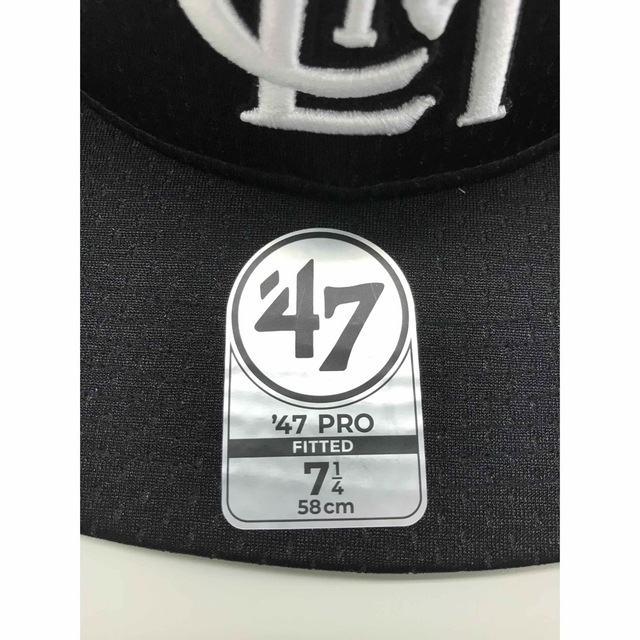 '47
'47 PRO
FITTED
7 1/4
58cm